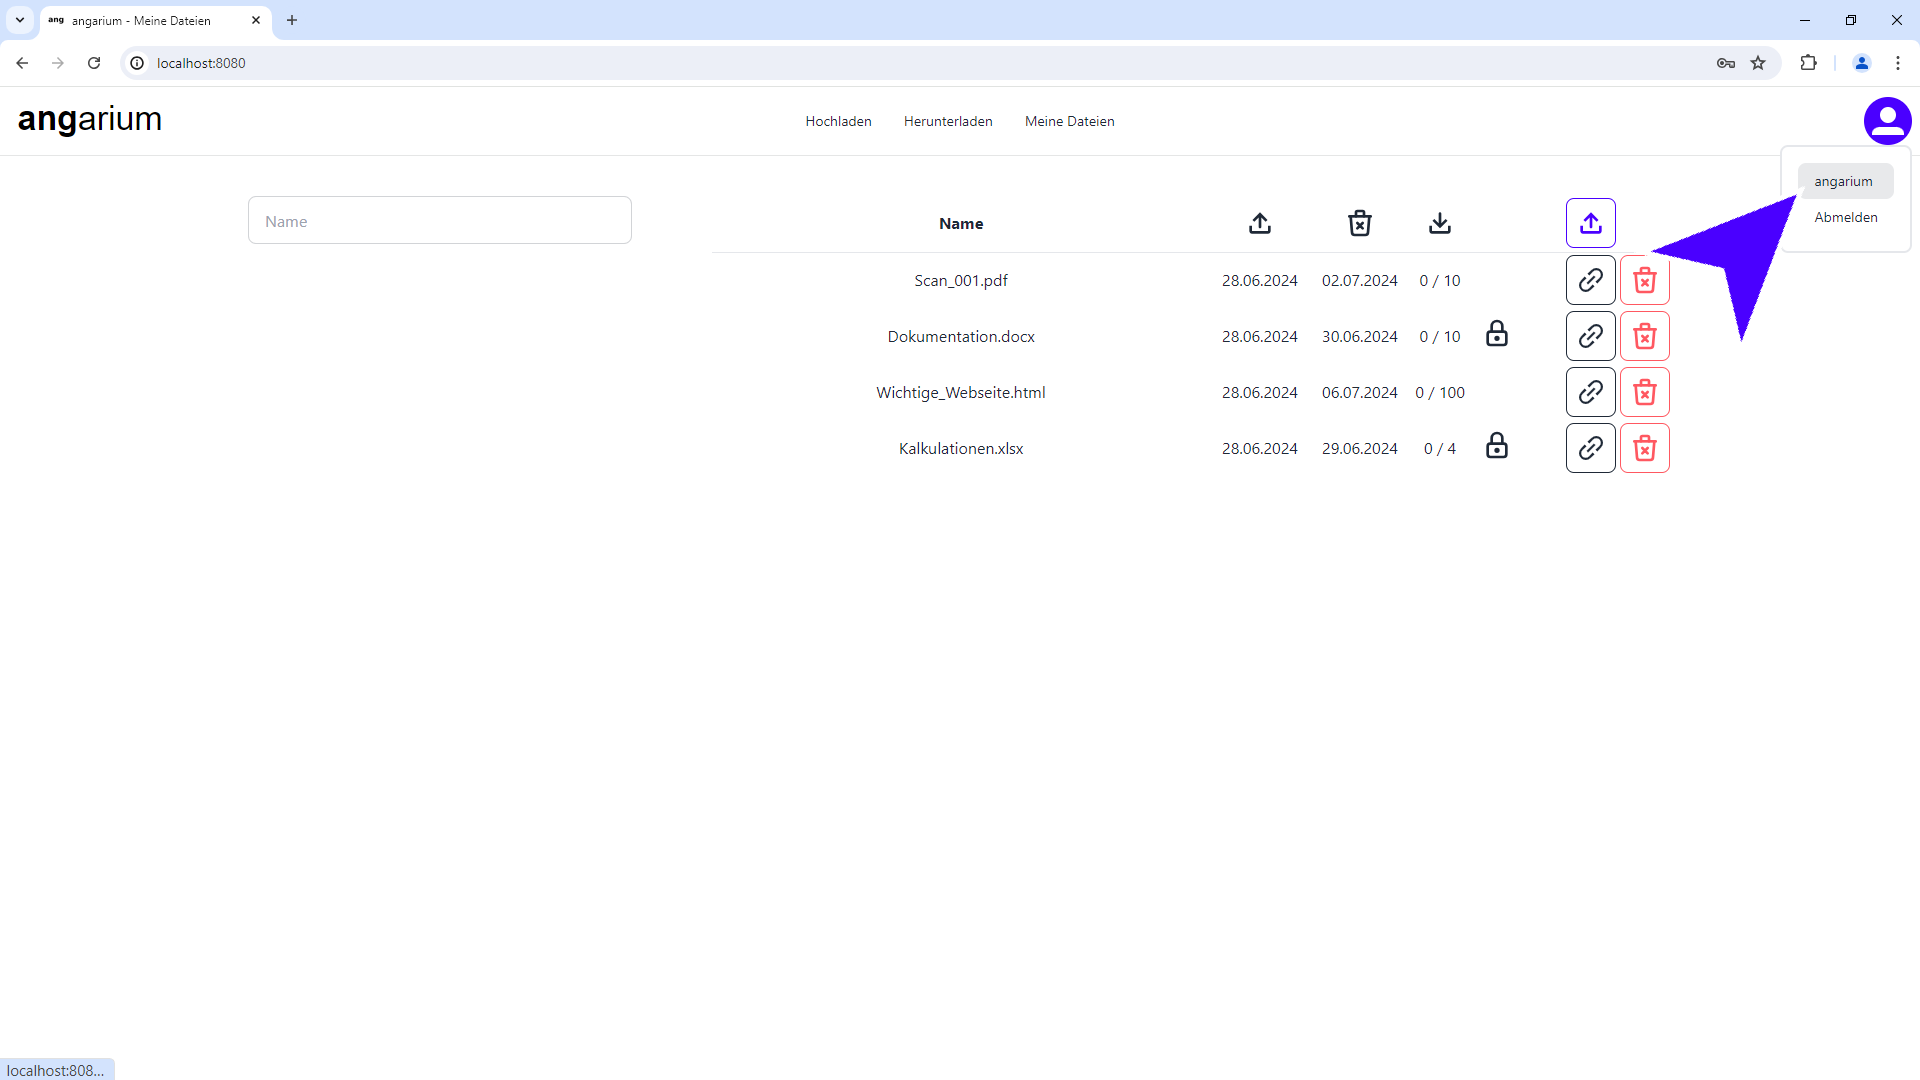 ang angarium - Meine Dateien
localhost:8080
angarium
Hochladen Herunterladen Meine Dateien
angarium
Abmelden
Name
Name
Scan_001.pdf 28.06.2024 02.07.2024 0 / 10
Dokumentation.docx 28.06.2024 30.06.2024 0 / 10
Wichtige_Webseite.html 28.06.2024 06.07.2024 0 / 100
Kalkulationen.xlsx 28.06.2024 29.06.2024 0 / 4
localhost:808...